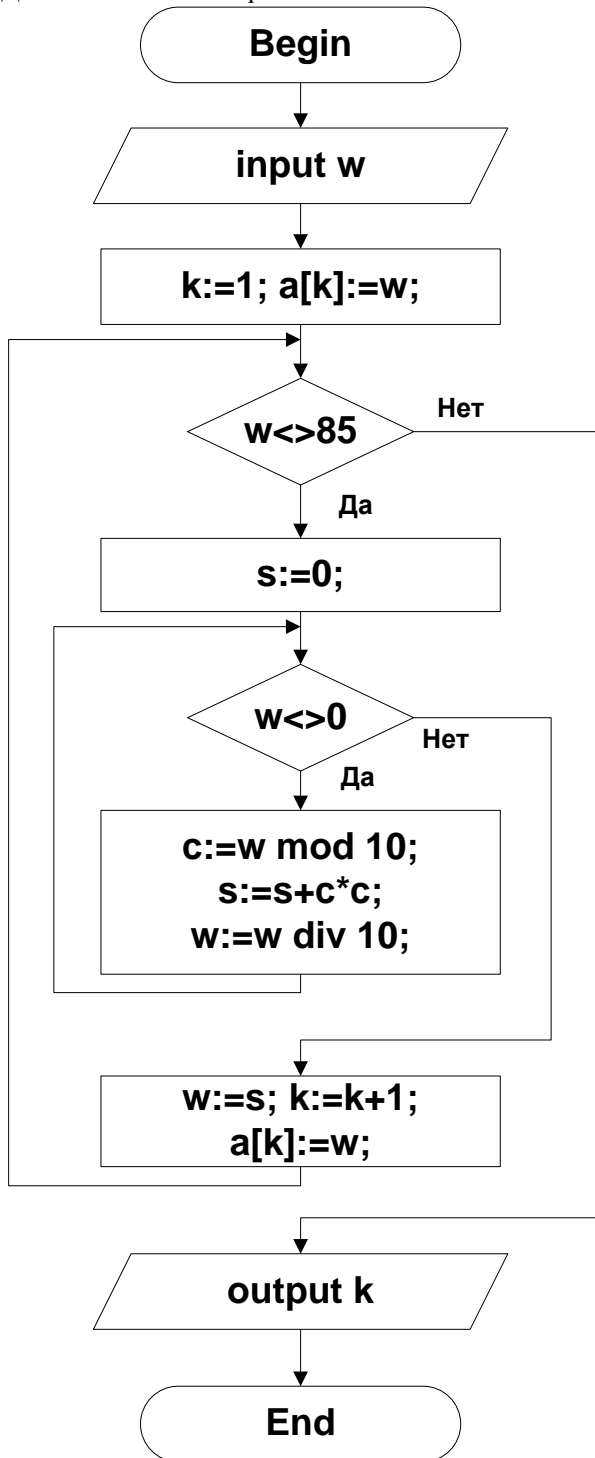 Begin
input w
k:=1; a[k]:=w;
w<>85
Нет
Да
s:=0;
w<>0
Нет
Да
c:=w mod 10;
s:=s+c*c;
w:=w div 10;
w:=s; k:=k+1;
a[k]:=w;
output k
End